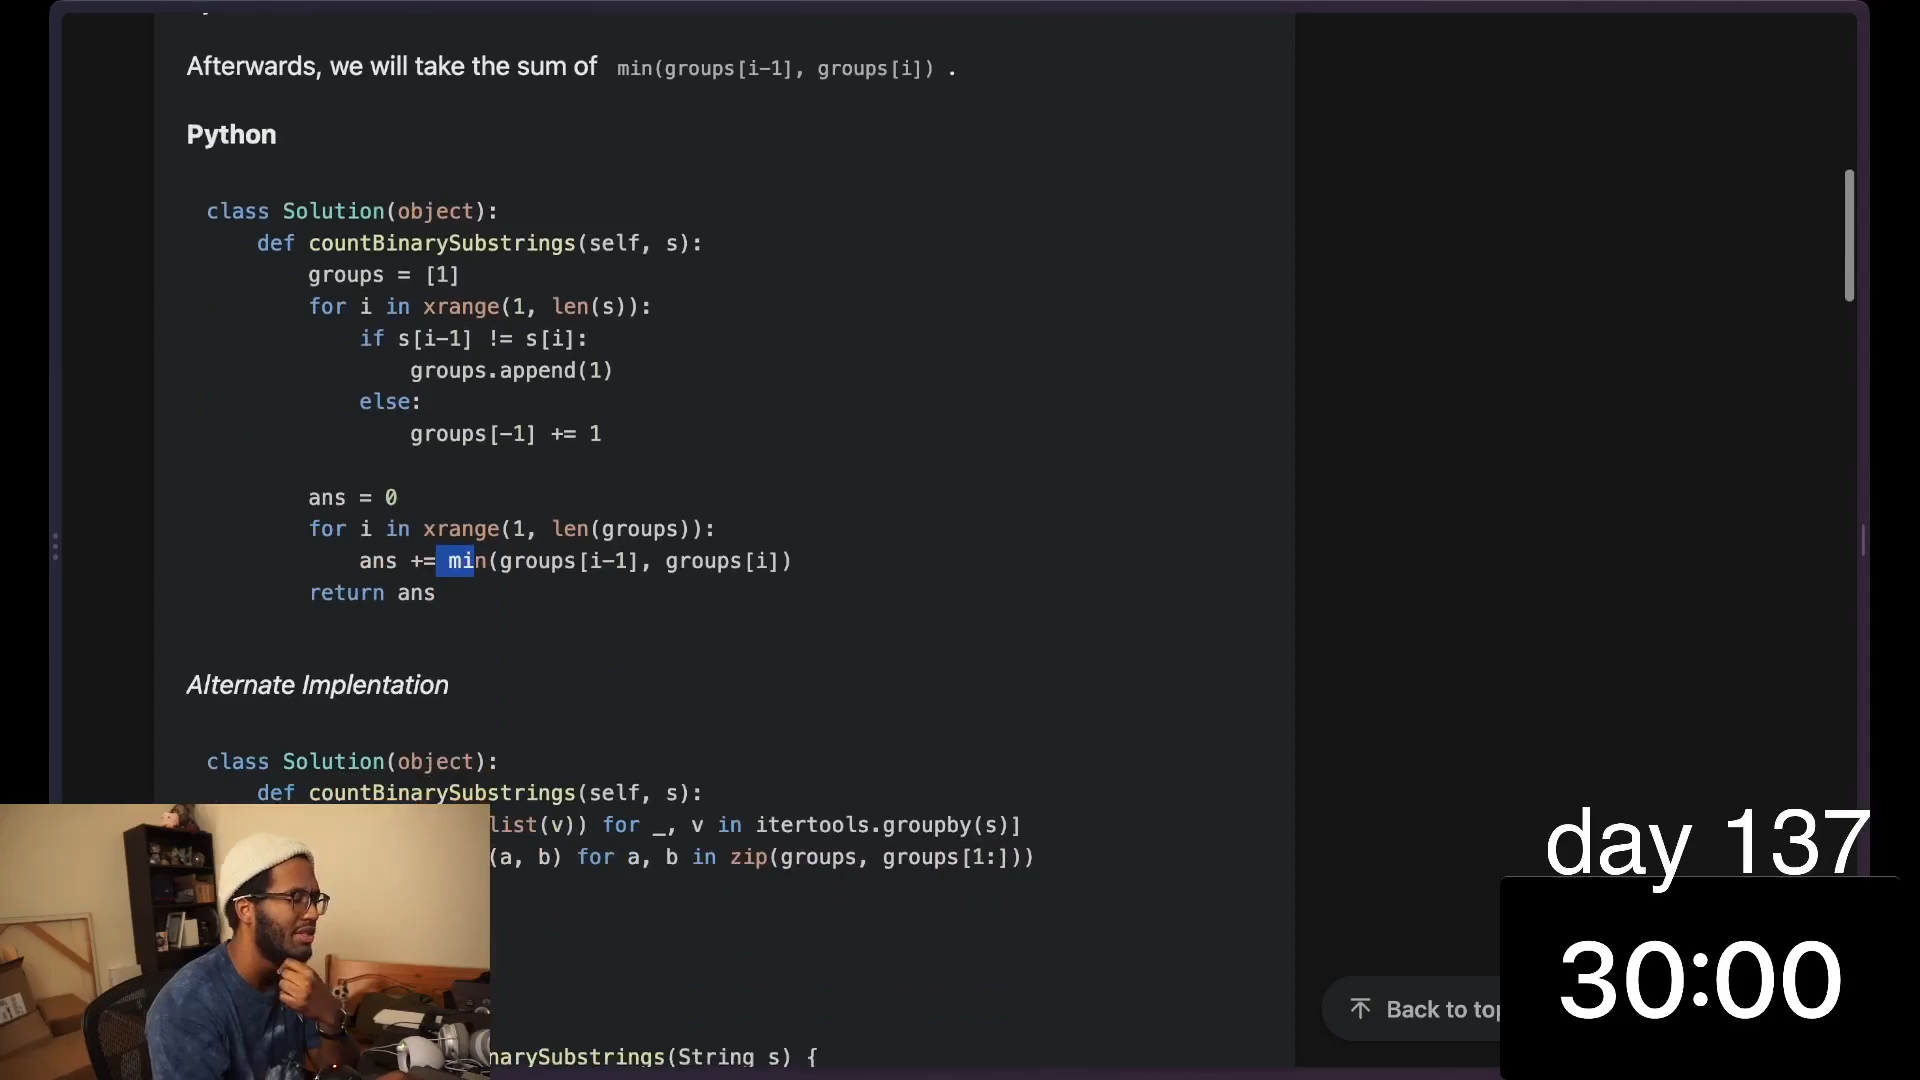 Afterwards, we will take the sum of min(groups[i-1], groups[i]) .
Python
class Solution(object):
def countBinarySubstrings(self, s):
groups = [1]
for i in xrange(1, len(s)):
if s[i-1] != s[i]:
groups.append(1)
else:
groups[-1] += 1
ans = 0
for i in xrange(1, len(groups)):
ans += min(groups[i-1], groups[i])
return ans
Alternate Implentation
class Solution(object):
def countBinarySubstrings(self, s):
list(v)) for _, v in itertools.groupby(s)]
(a, b) for a, b in zip(groups, groups[1:]))
narySubstrings(String s) {
day 137
Back to top
30:00